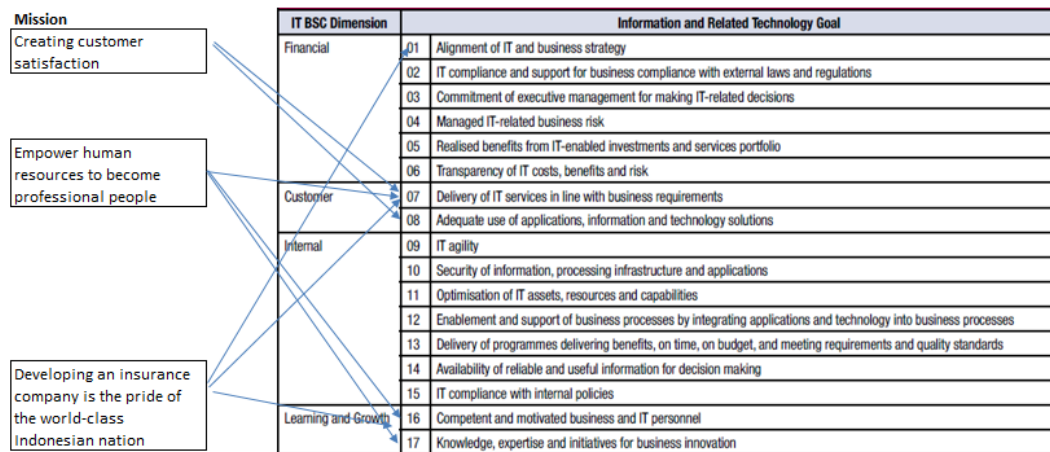 Mission
Creating customer
satisfaction
Empower human
resources to become
professional people
Developing an insurance
company is the pride of
the world-class
Indonesian nation
IT BSC Dimension Information and Related Technology Goal
Financial 01 Alignment of IT and business strategy
02 IT compliance and support for business compliance with external laws and regulations
03 Commitment of executive management for making IT-related decisions
04 Managed IT-related business risk
05 Realised benefits from IT-enabled investments and services portfolio
06 Transparency of IT costs, benefits and risk
Customer 07 Delivery of IT services in line with business requirements
08 Adequate use of applications, information and technology solutions
Internal 09 IT agility
10 Security of information, processing infrastructure and applications
11 Optimisation of IT assets, resources and capabilities
12 Enablement and support of business processes by integrating applications and technology into business processes
13 Delivery of programmes delivering benefits, on time, on budget, and meeting requirements and quality standards
14 Availability of reliable and useful information for decision making
15 IT compliance with internal policies
Learning and Growth 16 Competent and motivated business and IT personnel
17 Knowledge, expertise and initiatives for business innovation